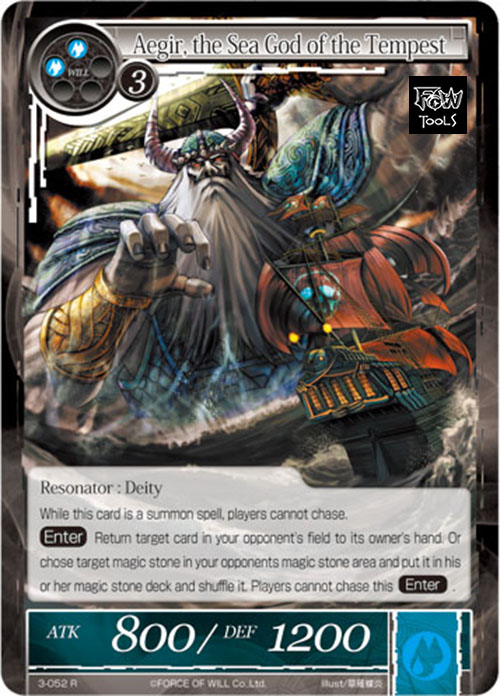 Aegir, the Sea God of the Tempest
WILL
3
FOW
TOOLS
Resonator : Deity
While this card is a summon spell, players cannot chase.
Enter Return target card in your opponent's field to its owner's hand. Or
chose target magic stone in your opponents magic stone area and put it in his
or her magic stone deck and shuffle it. Players cannot chase this Enter .
ATK 800/ DEF 1200
3-052 R ©FORCE OF WILL Co.,Ltd. Illust/